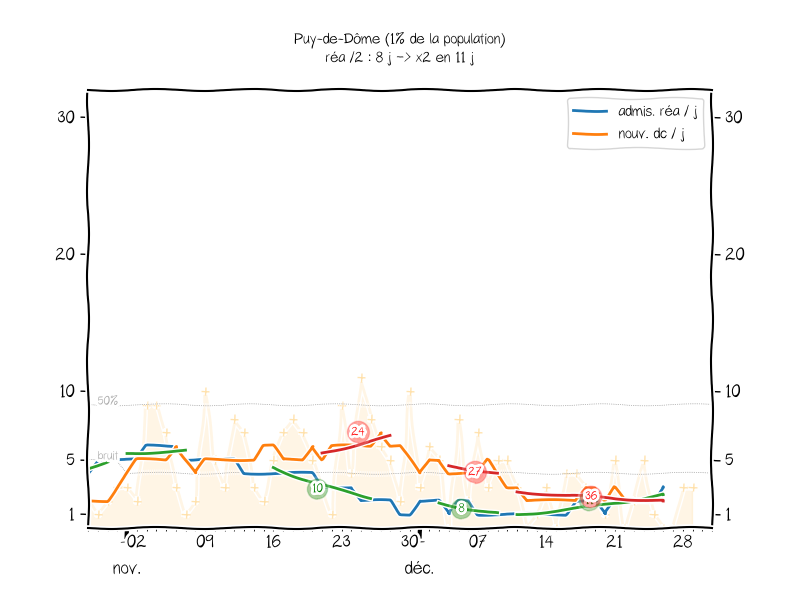 Puy-de-Dôme (1% de la population)
réa /2 : 8 j -> x2 en 11 j
admis. réa / j
nouv. dc / j
30
30
20
20
10
10
50%
24
5
bruit
5
27
10
36
8
1
1
02 09 16 23 30 07 14 21 28
nov. déc.